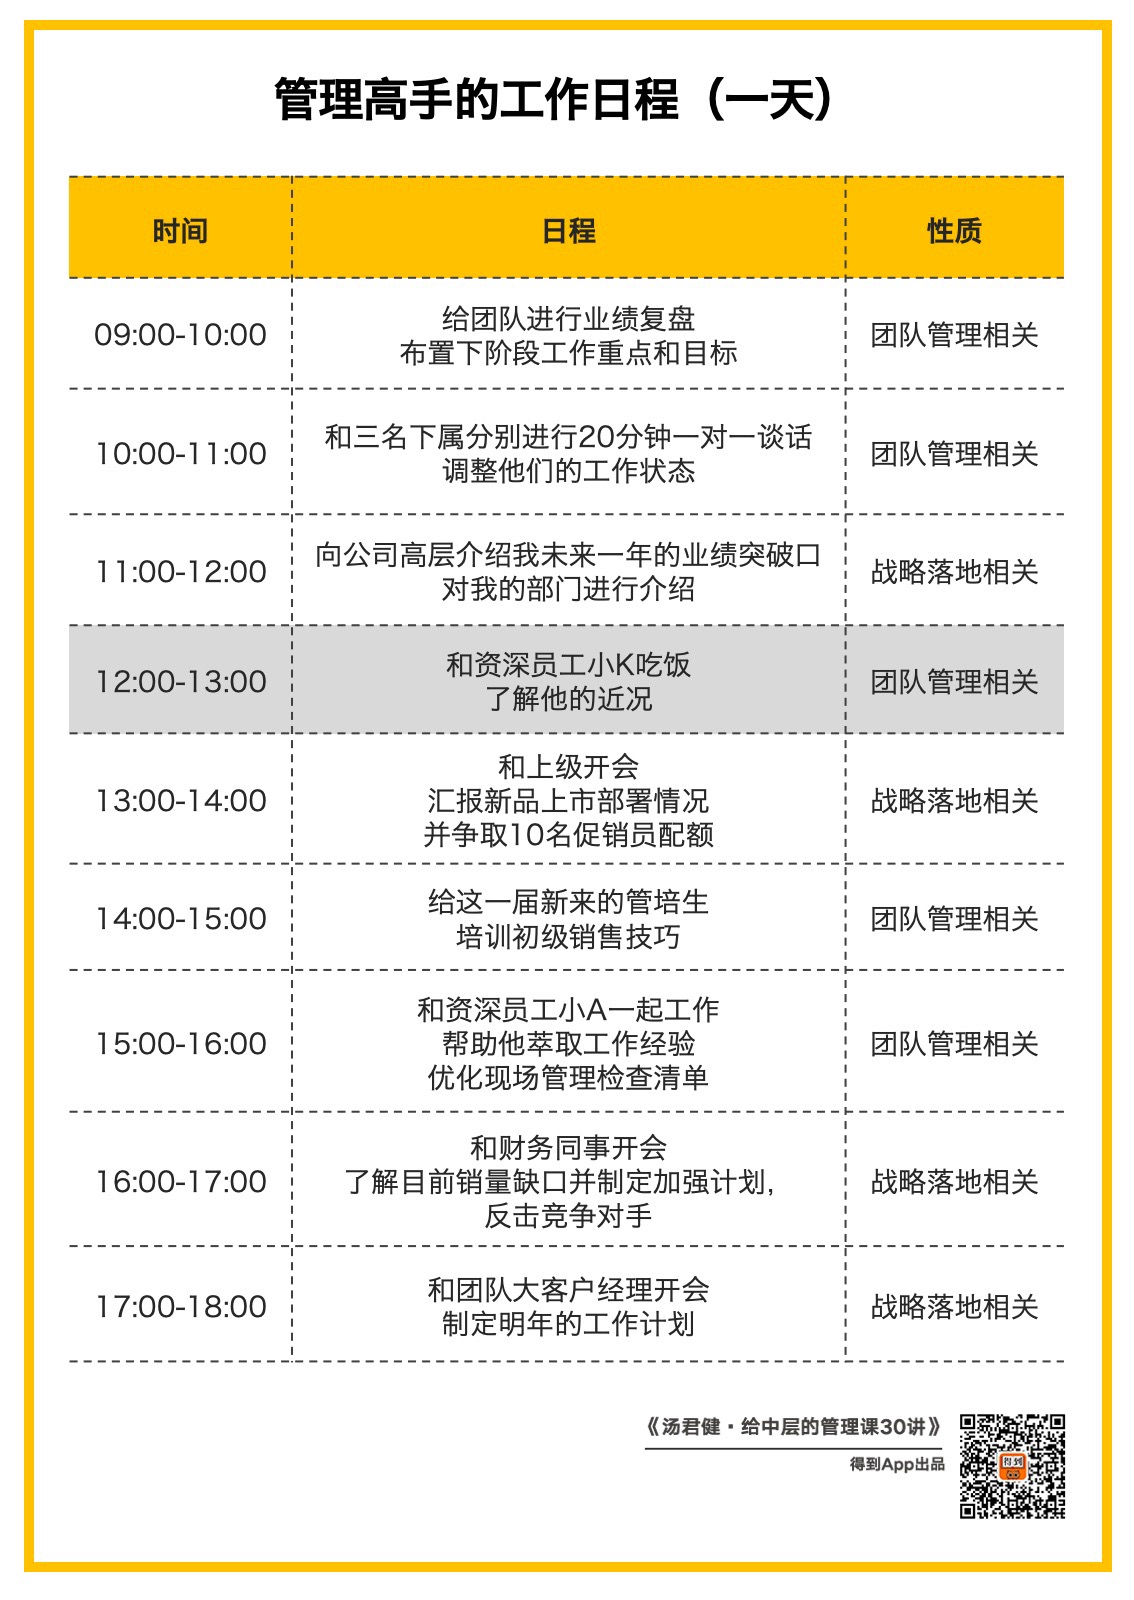 管理高手的工作日程（一天）
时间 日程 性质
09:00-10:00
给团队进行业绩复盘
布置下阶段工作重点和目标
团队管理相关
10:00-11:00
和三名下属分别进行20分钟一对一谈话
调整他们的工作状态
团队管理相关
11:00-12:00
向公司高层介绍我未来一年的业绩突破口
对我的部门进行介绍
战略落地相关
12:00-13:00
和资深员工小K吃饭
了解他的近况
团队管理相关
13:00-14:00
和上级开会
汇报新品上市部署情况
并争取10名促销员配额
战略落地相关
14:00-15:00
给这一届新来的管培生
培训初级销售技巧
团队管理相关
15:00-16:00
和资深员工小A一起工作
帮助他萃取工作经验
优化现场管理检查清单
团队管理相关
16:00-17:00
和财务同事开会
了解目前销量缺口并制定加强计划，
反击竞争对手
战略落地相关
17:00-18:00
和团队大客户经理开会
制定明年的工作计划
战略落地相关
《汤君健·给中层的管理课30讲》
得到App出品
得到